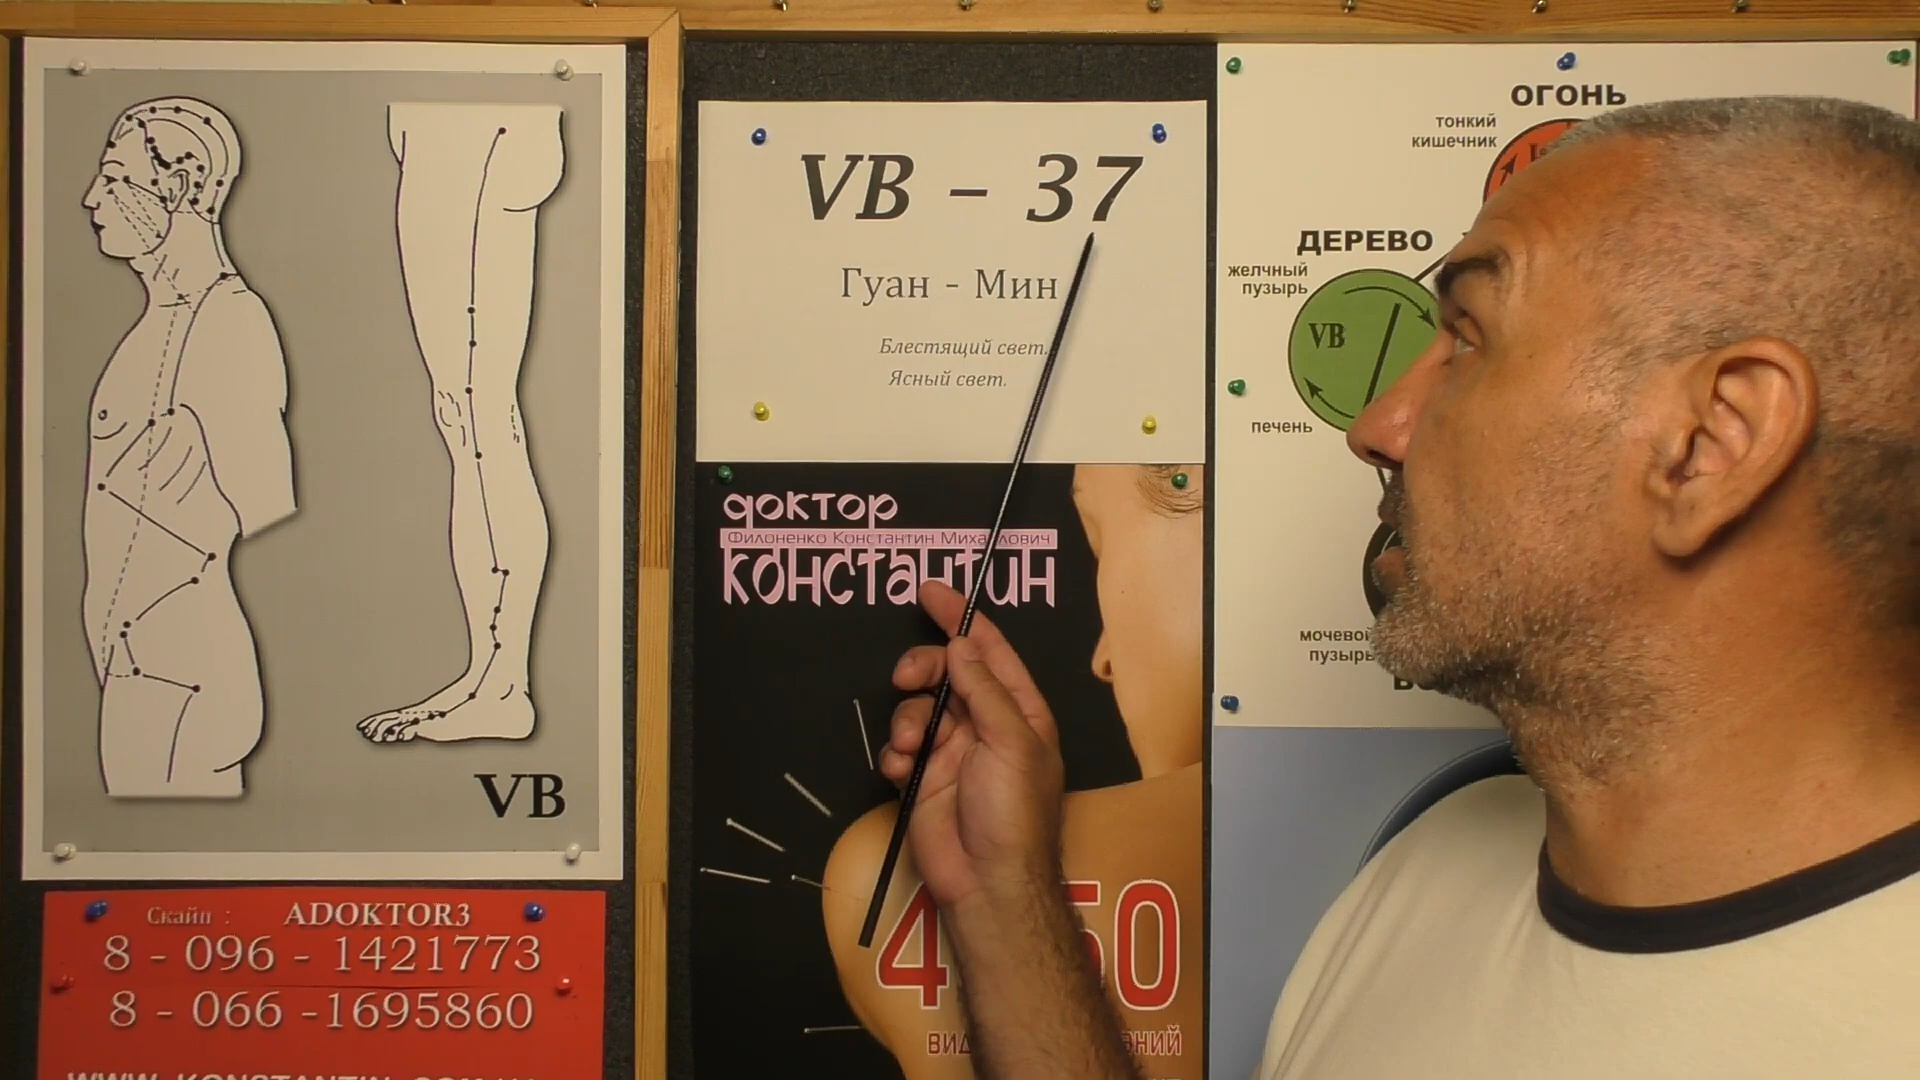 VB
Скайп : ADOKTOR3
8 - 096 - 1421773
8 - 066 -1695860
VB - 37
Гуан - Мин
Блестящий свет.
Ясный свет.
доктор
Филоненко Константин Михайлович
константин
ОГОНЬ
тонкий
кишечник
ДЕРЕВО
желчный
пузырь
VB
печень
мочевой
пузырь